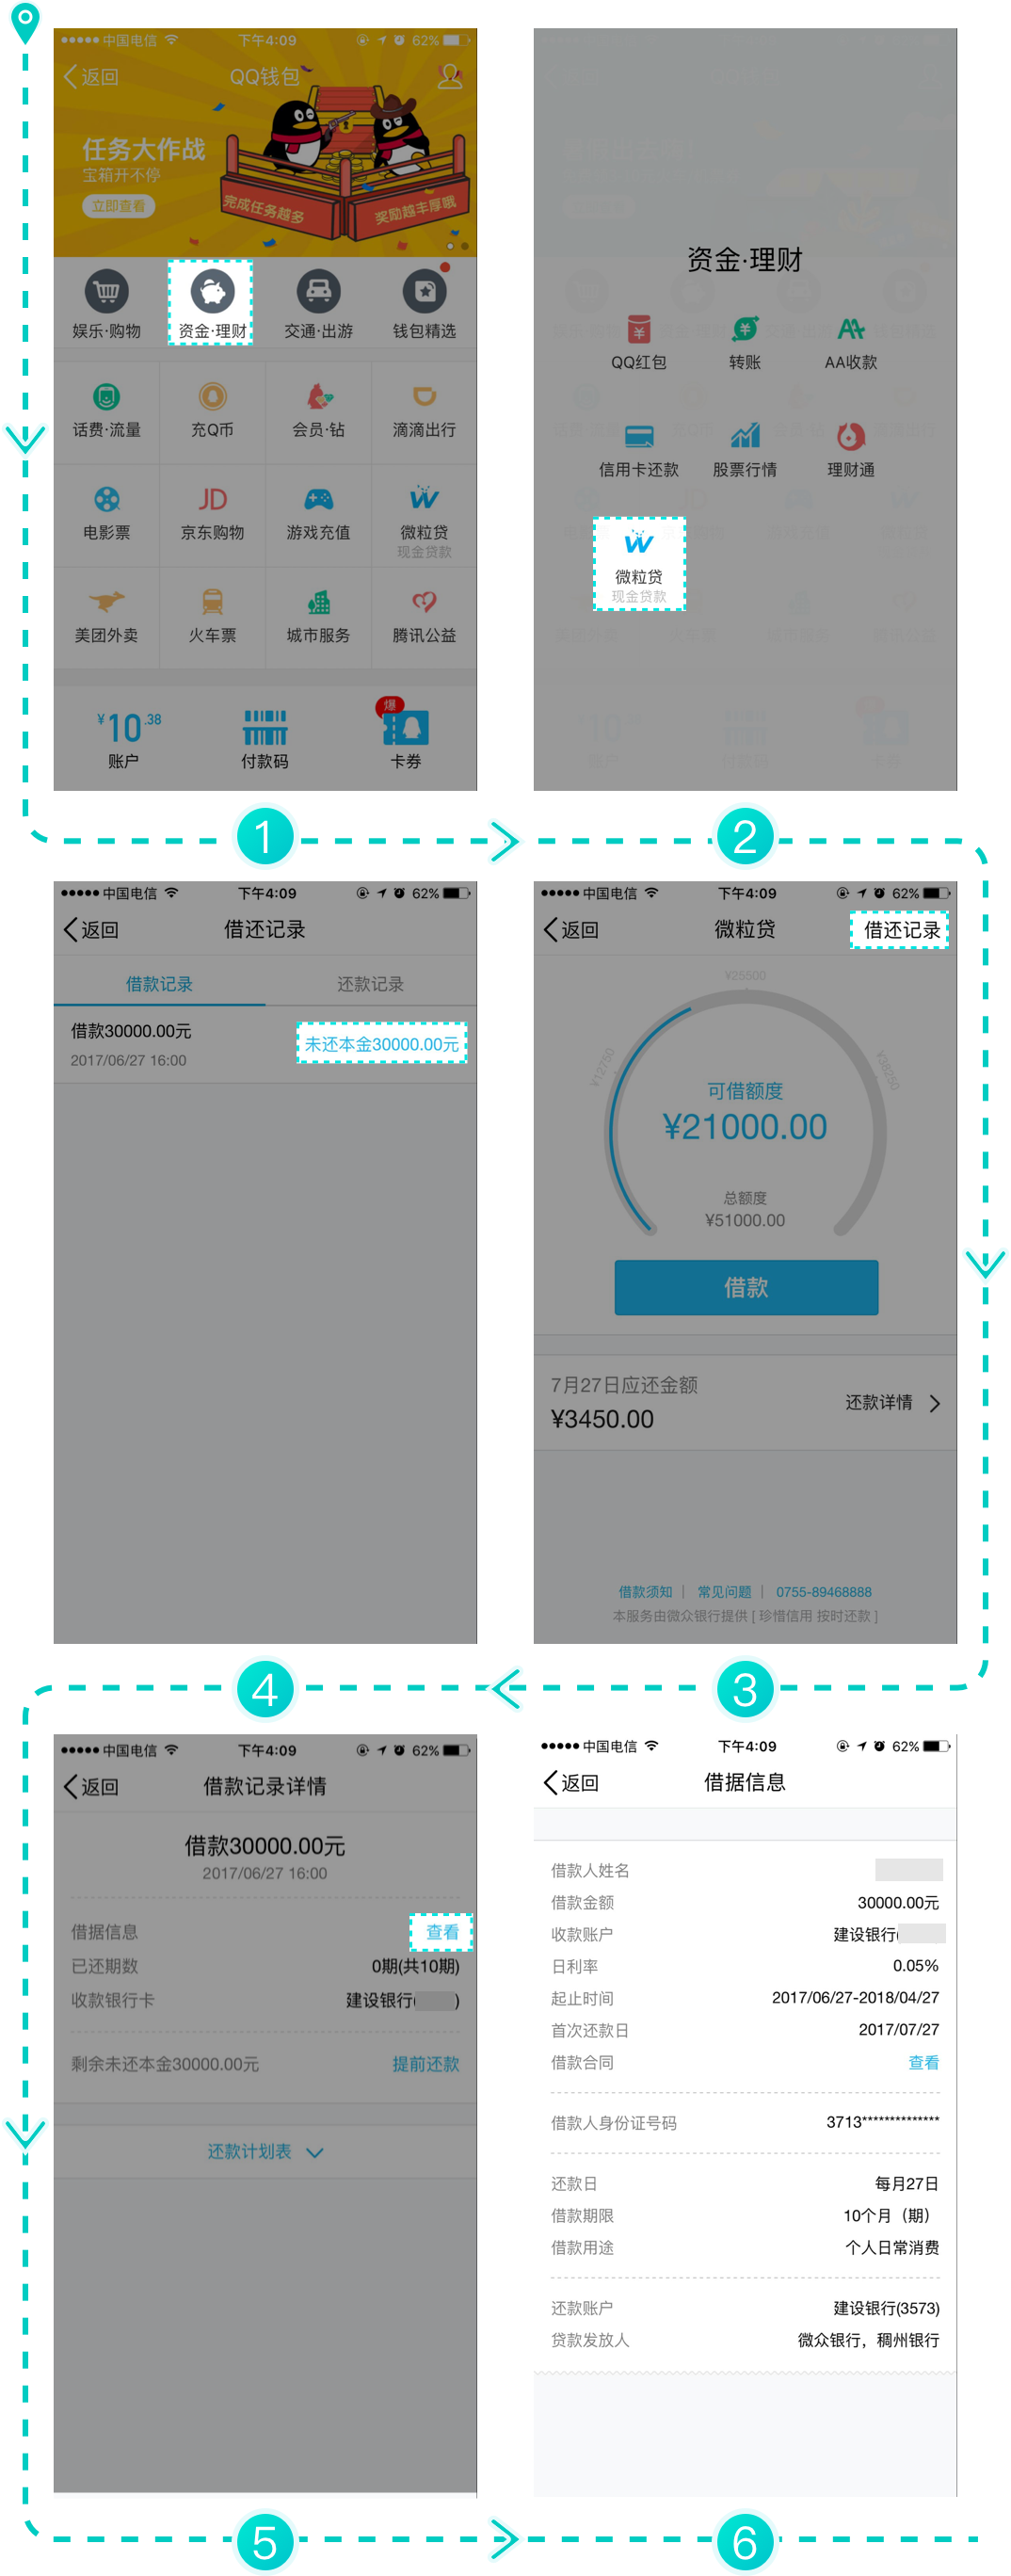 中国电信 下午4:09 62%
返回 QQ钱包
任务大作战
宝箱开不停
立即查看
完成任务越多 奖励越丰厚哦
娱乐·购物 资金·理财 交通·出游 钱包精选
话费·流量 充Q币 会员·钻 滴滴出行
JD
电影票 京东购物 游戏充值 微粒贷
现金贷款
美团外卖 火车票 城市服务 腾讯公益
¥10.38 爆
账户 付款码 卡券
1
资金·理财
QQ红包 转账 AA收款
信用卡还款 股票行情 理财通
微粒贷
现金贷款
2
中国电信 下午4:09 62%
返回 微粒贷 借还记录
¥25500
¥12750 ¥38250
可借额度
¥21000.00
总额度
¥51000.00
借款
7月27日应还金额
¥3450.00
还款详情
借款须知 | 常见问题 | 0755-89468888
本服务由微众银行提供 [ 珍惜信用 按时还款 ]
3
中国电信 下午4:09 62%
返回 借还记录
借款记录 还款记录
借款30000.00元
2017/06/27 16:00
未还本金30000.00元
4
中国电信 下午4:09 62%
返回 借款记录详情
借款30000.00元
2017/06/27 16:00
借据信息 查看
已还期数 0期(共10期)
收款银行卡 建设银行( )
剩余未还本金30000.00元 提前还款
还款计划表
5
中国电信 下午4:09 62%
返回 借据信息
借款人姓名
借款金额 30000.00元
收款账户 建设银行(
日利率 0.05%
起止时间 2017/06/27-2018/04/27
首次还款日 2017/07/27
借款合同 查看
借款人身份证号码 3713**************
还款日 每月27日
借款期限 10个月（期）
借款用途 个人日常消费
还款账户 建设银行(3573)
贷款发放人 微众银行，稠州银行
6